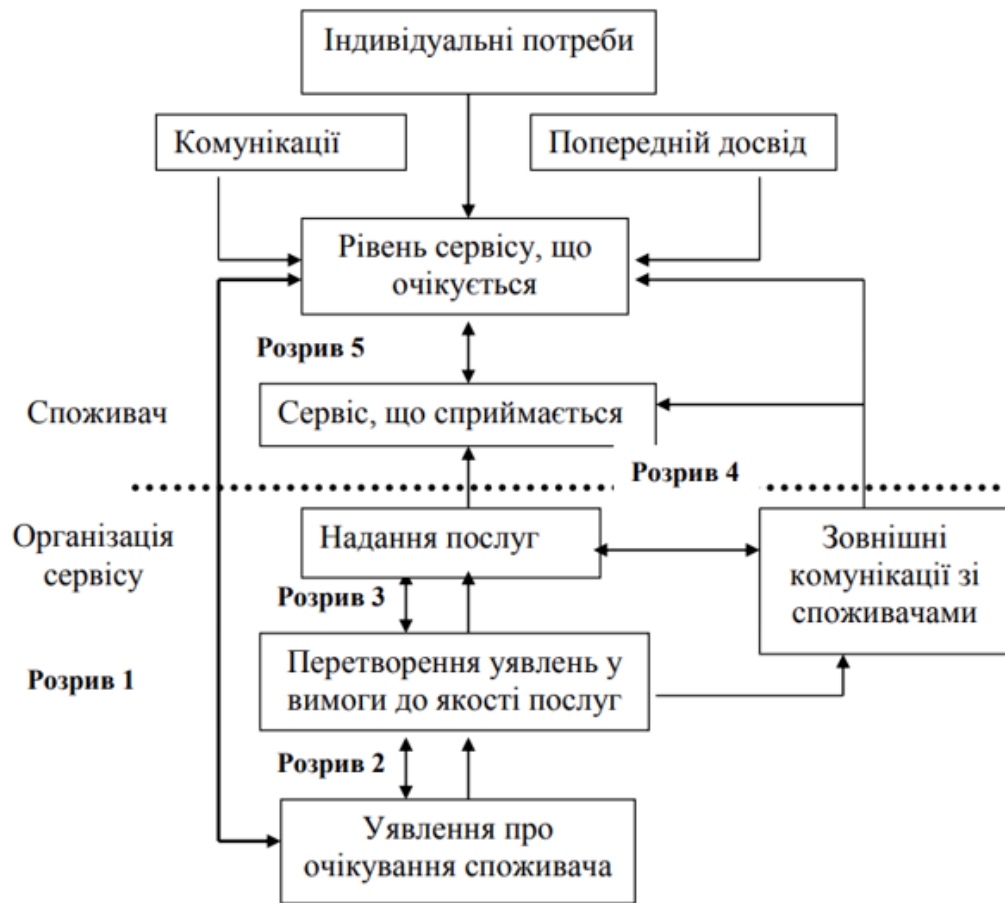 Індивідуальні потреби
Комунікації
Попередній досвід
Рівень сервісу, що
очікується
Розрив 5
Споживач
Сервіс, що сприймається
Розрив 4
Організація
сервісу
Надання послуг
Зовнішні
комунікації зі
споживачами
Розрив 3
Розрив 1
Перетворення уявлень у
вимоги до якості послуг
Розрив 2
Уявлення про
очікування споживача